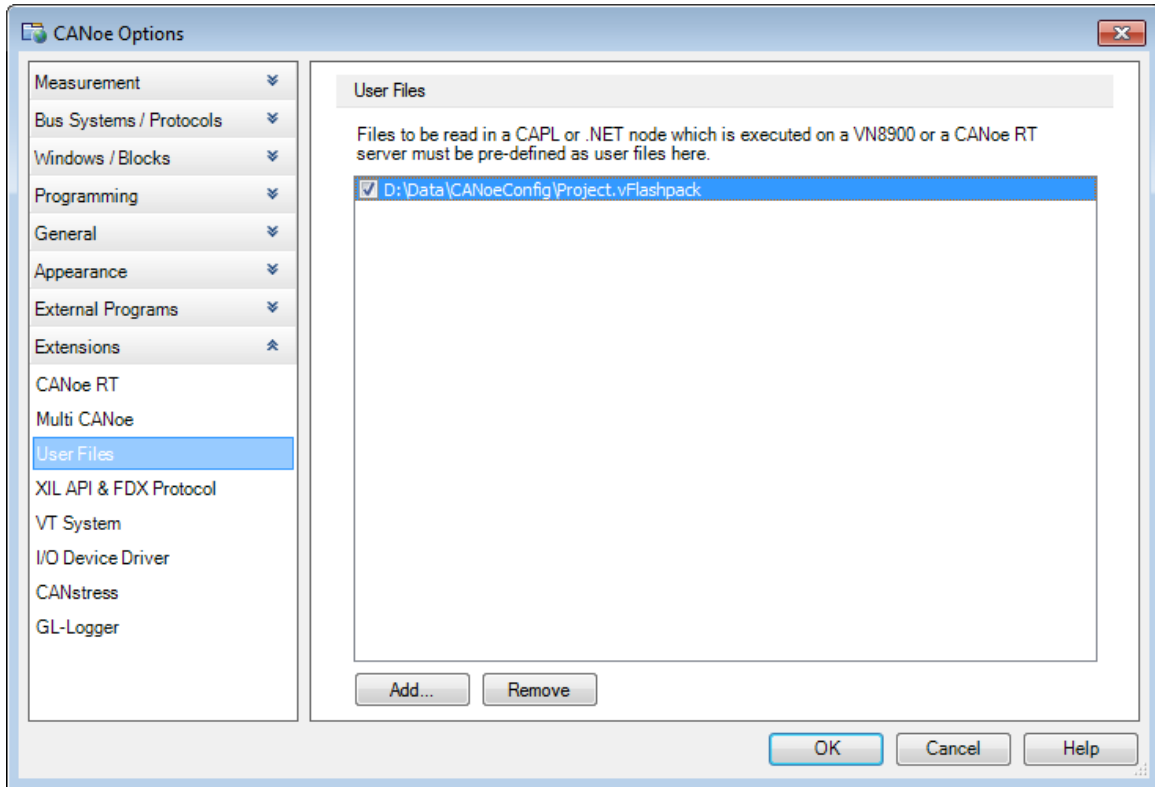 CANoe Options
Measurement
Bus Systems / Protocols
Windows / Blocks
Programming
General
Appearance
External Programs
Extensions
CANoe RT
Multi CANoe
User Files
XIL API & FDX Protocol
VT System
I/O Device Driver
CANstress
GL-Logger
User Files
Files to be read in a CAPL or .NET node which is executed on a VN8900 or a CANoe RT
server must be pre-defined as user files here.
D:\Data\CANoeConfig\Project.vFlashpack
Add...
Remove
OK
Cancel
Help